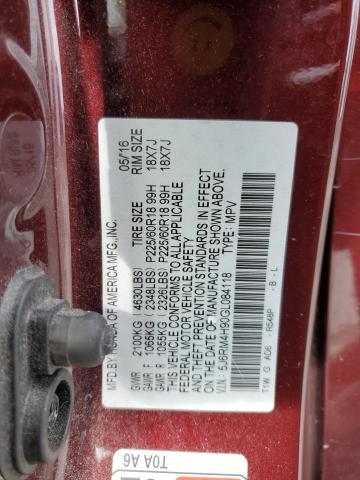 MFD.BY HONDA OF AMERICA MFG., INC. 05/16
TIRE SIZE RIM SIZE
GVWR 2100KG (4630LBS)
GAWR F 1065KG (2348LBS) P225/60R18 99H 18X7J
GAWR R 1055KG (2326LBS) P225/60R18 99H 18X7J
THIS VEHICLE CONFORMS TO ALL APPLICABLE
FEDERAL MOTOR VEHICLE SAFETY
AND THEFT PREVENTION STANDARDS IN EFFECT
ON THE DATE OF MANUFACTURE SHOWN ABOVE.
5J6RM4H90GL084118 TYPE: MPV
T1W G A06 R548P - B - L
T0A A6